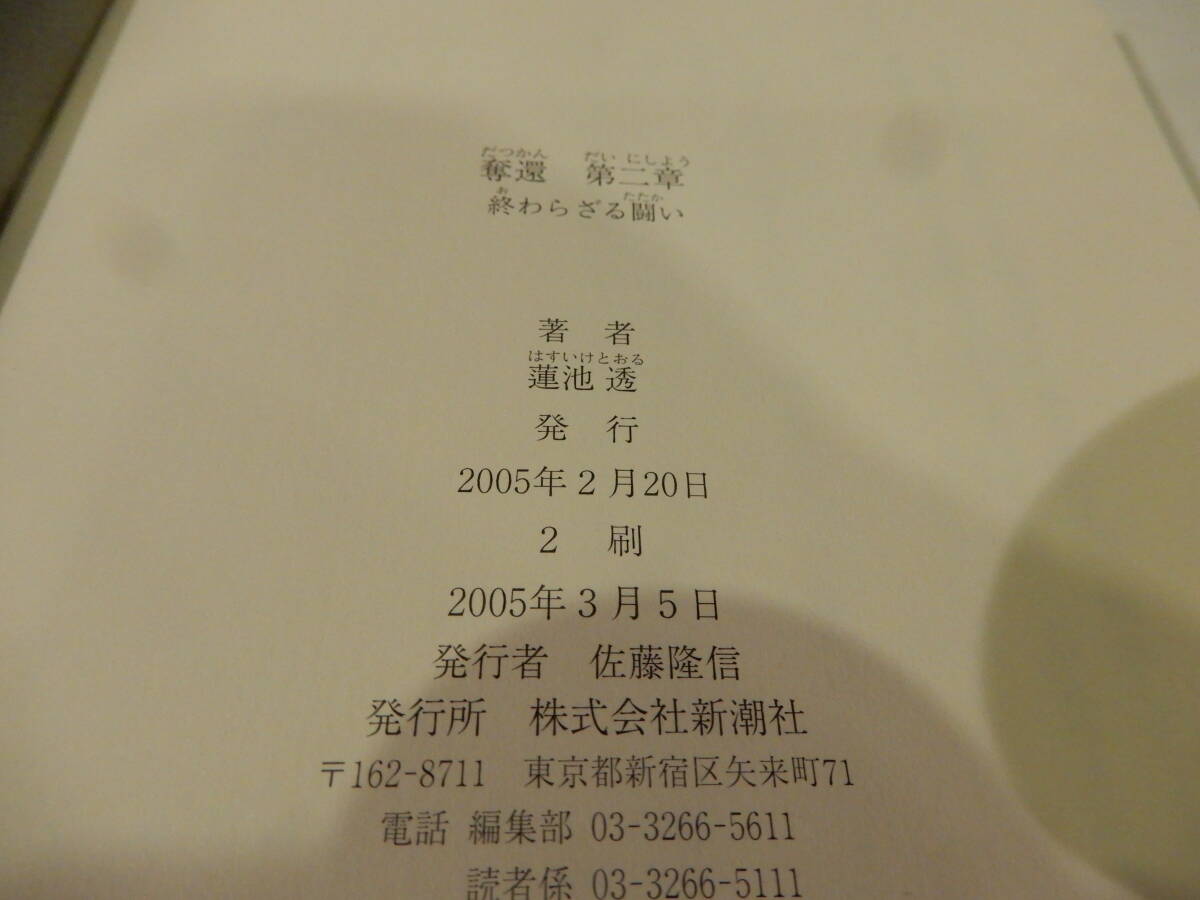 だつかん だいにしよう
奪還 第二章
お たたか
終わらざる闘い
著 者
はすいけとおる
蓮池 透
発 行
2005年2月20日
2 刷
2005年3月5日
発行者 佐藤隆信
発行所 株式会社新潮社
〒162-8711 東京都新宿区矢来町71
電話 編集部 03-3266-5611
読者係 03-3266-5111